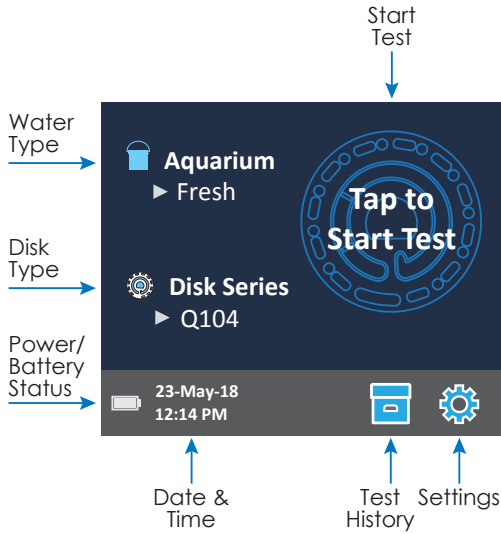 Start
Test
Water
Type
Aquarium
▶ Fresh
Tap to
Start Test
Disk
Type
Disk Series
▶ Q104
Power/
Battery
Status
23-May-18
12:14 PM
Date &
Time
Test
History
Settings